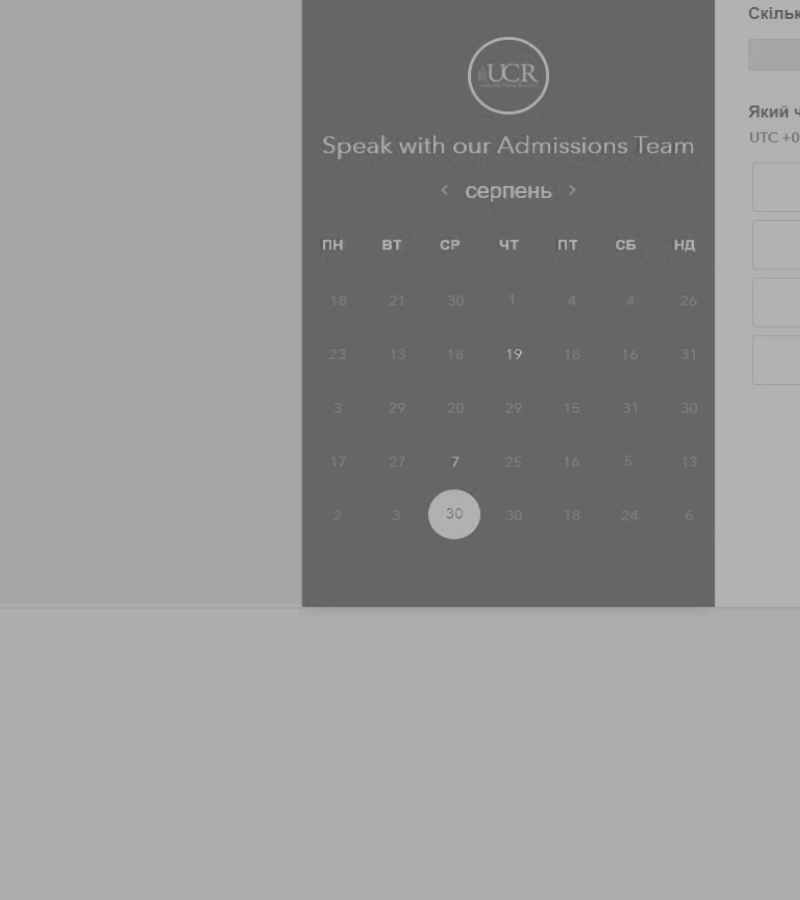 UCR
Speak with our Admissions Team
< серпень >
ПН ВТ СР ЧТ ПТ СБ НД
18 21 30 1 4 4 26
23 13 18 19 18 16 31
3 29 20 29 15 31 30
17 27 7 25 16 5 13
2 3 30 30 18 24 6
Скільк
Який ч
UTC +0